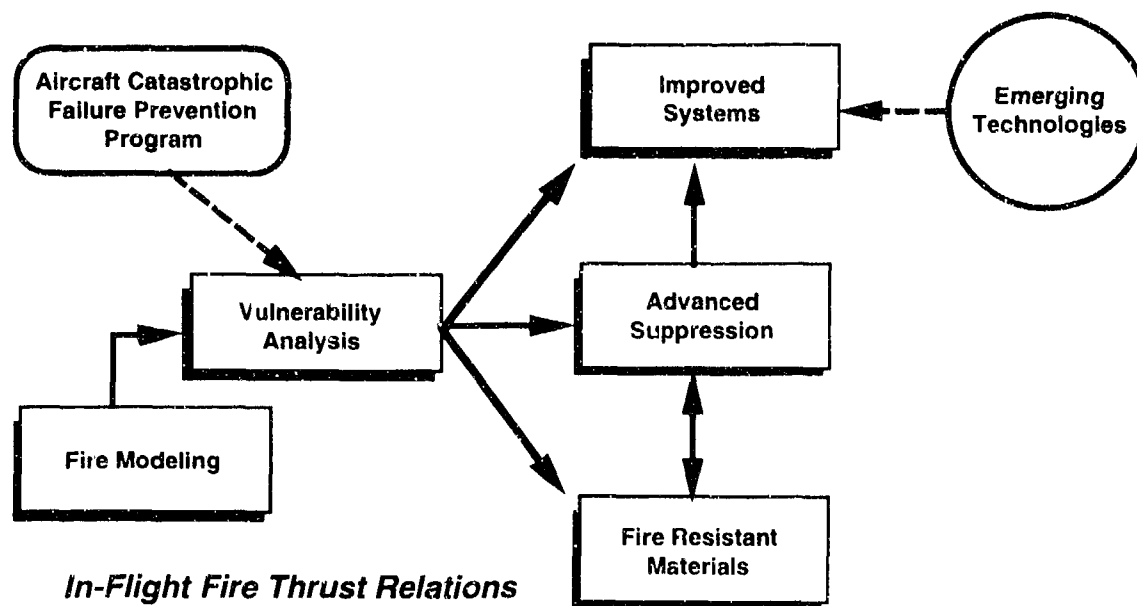 Aircraft Catastrophic
Failure Prevention
Program
Improved
Systems
Emerging
Technologies
Vulnerability
Analysis
Advanced
Suppression
Fire Modeling
Fire Resistant
Materials
In-Flight Fire Thrust Relations